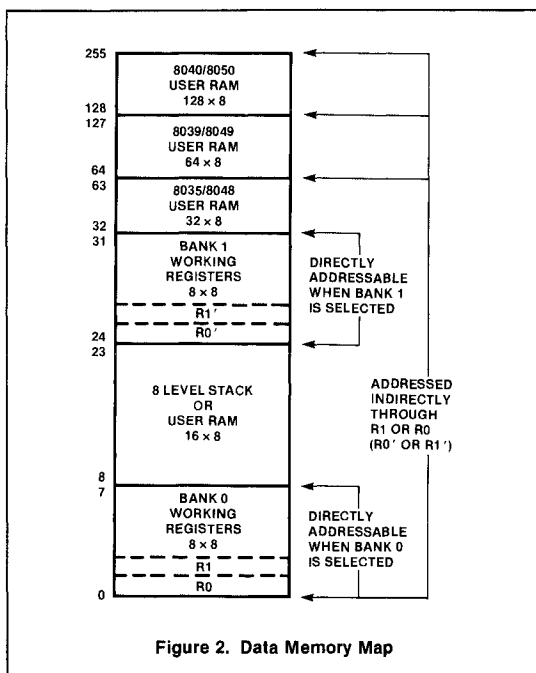 255
8040/8050
USER RAM
128 × 8
128
127
8039/8049
USER RAM
64 × 8
64
63
8035/8048
USER RAM
32 × 8
32
31
BANK 1
WORKING
REGISTERS
8 × 8
R1'
R0'
24
23
DIRECTLY
ADDRESSABLE
WHEN BANK 1
IS SELECTED
8 LEVEL STACK
OR
USER RAM
16 × 8
ADDRESSED
INDIRECTLY
THROUGH
R1 OR R0
(R0' OR R1')
8
7
BANK 0
WORKING
REGISTERS
8 × 8
R1
R0
0
DIRECTLY
ADDRESSABLE
WHEN BANK 0
IS SELECTED
Figure 2. Data Memory Map